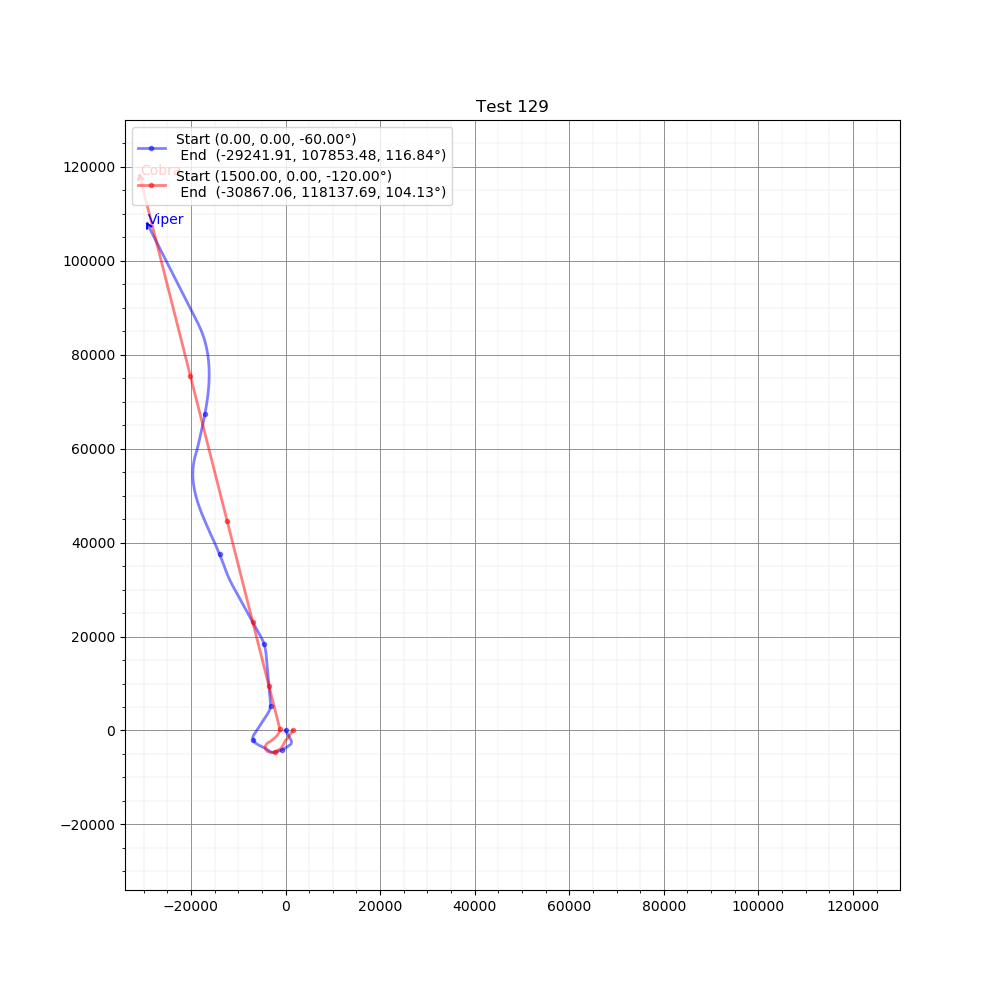 Test 129
Start (0.00, 0.00, -60.00°)
End (-29241.91, 107853.48, 116.84°)
Start (1500.00, 0.00, -120.00°)
End (-30867.06, 118137.69, 104.13°)
Cobra
Viper
120000
100000
80000
60000
40000
20000
0
−20000
−20000 0 20000 40000 60000 80000 100000 120000